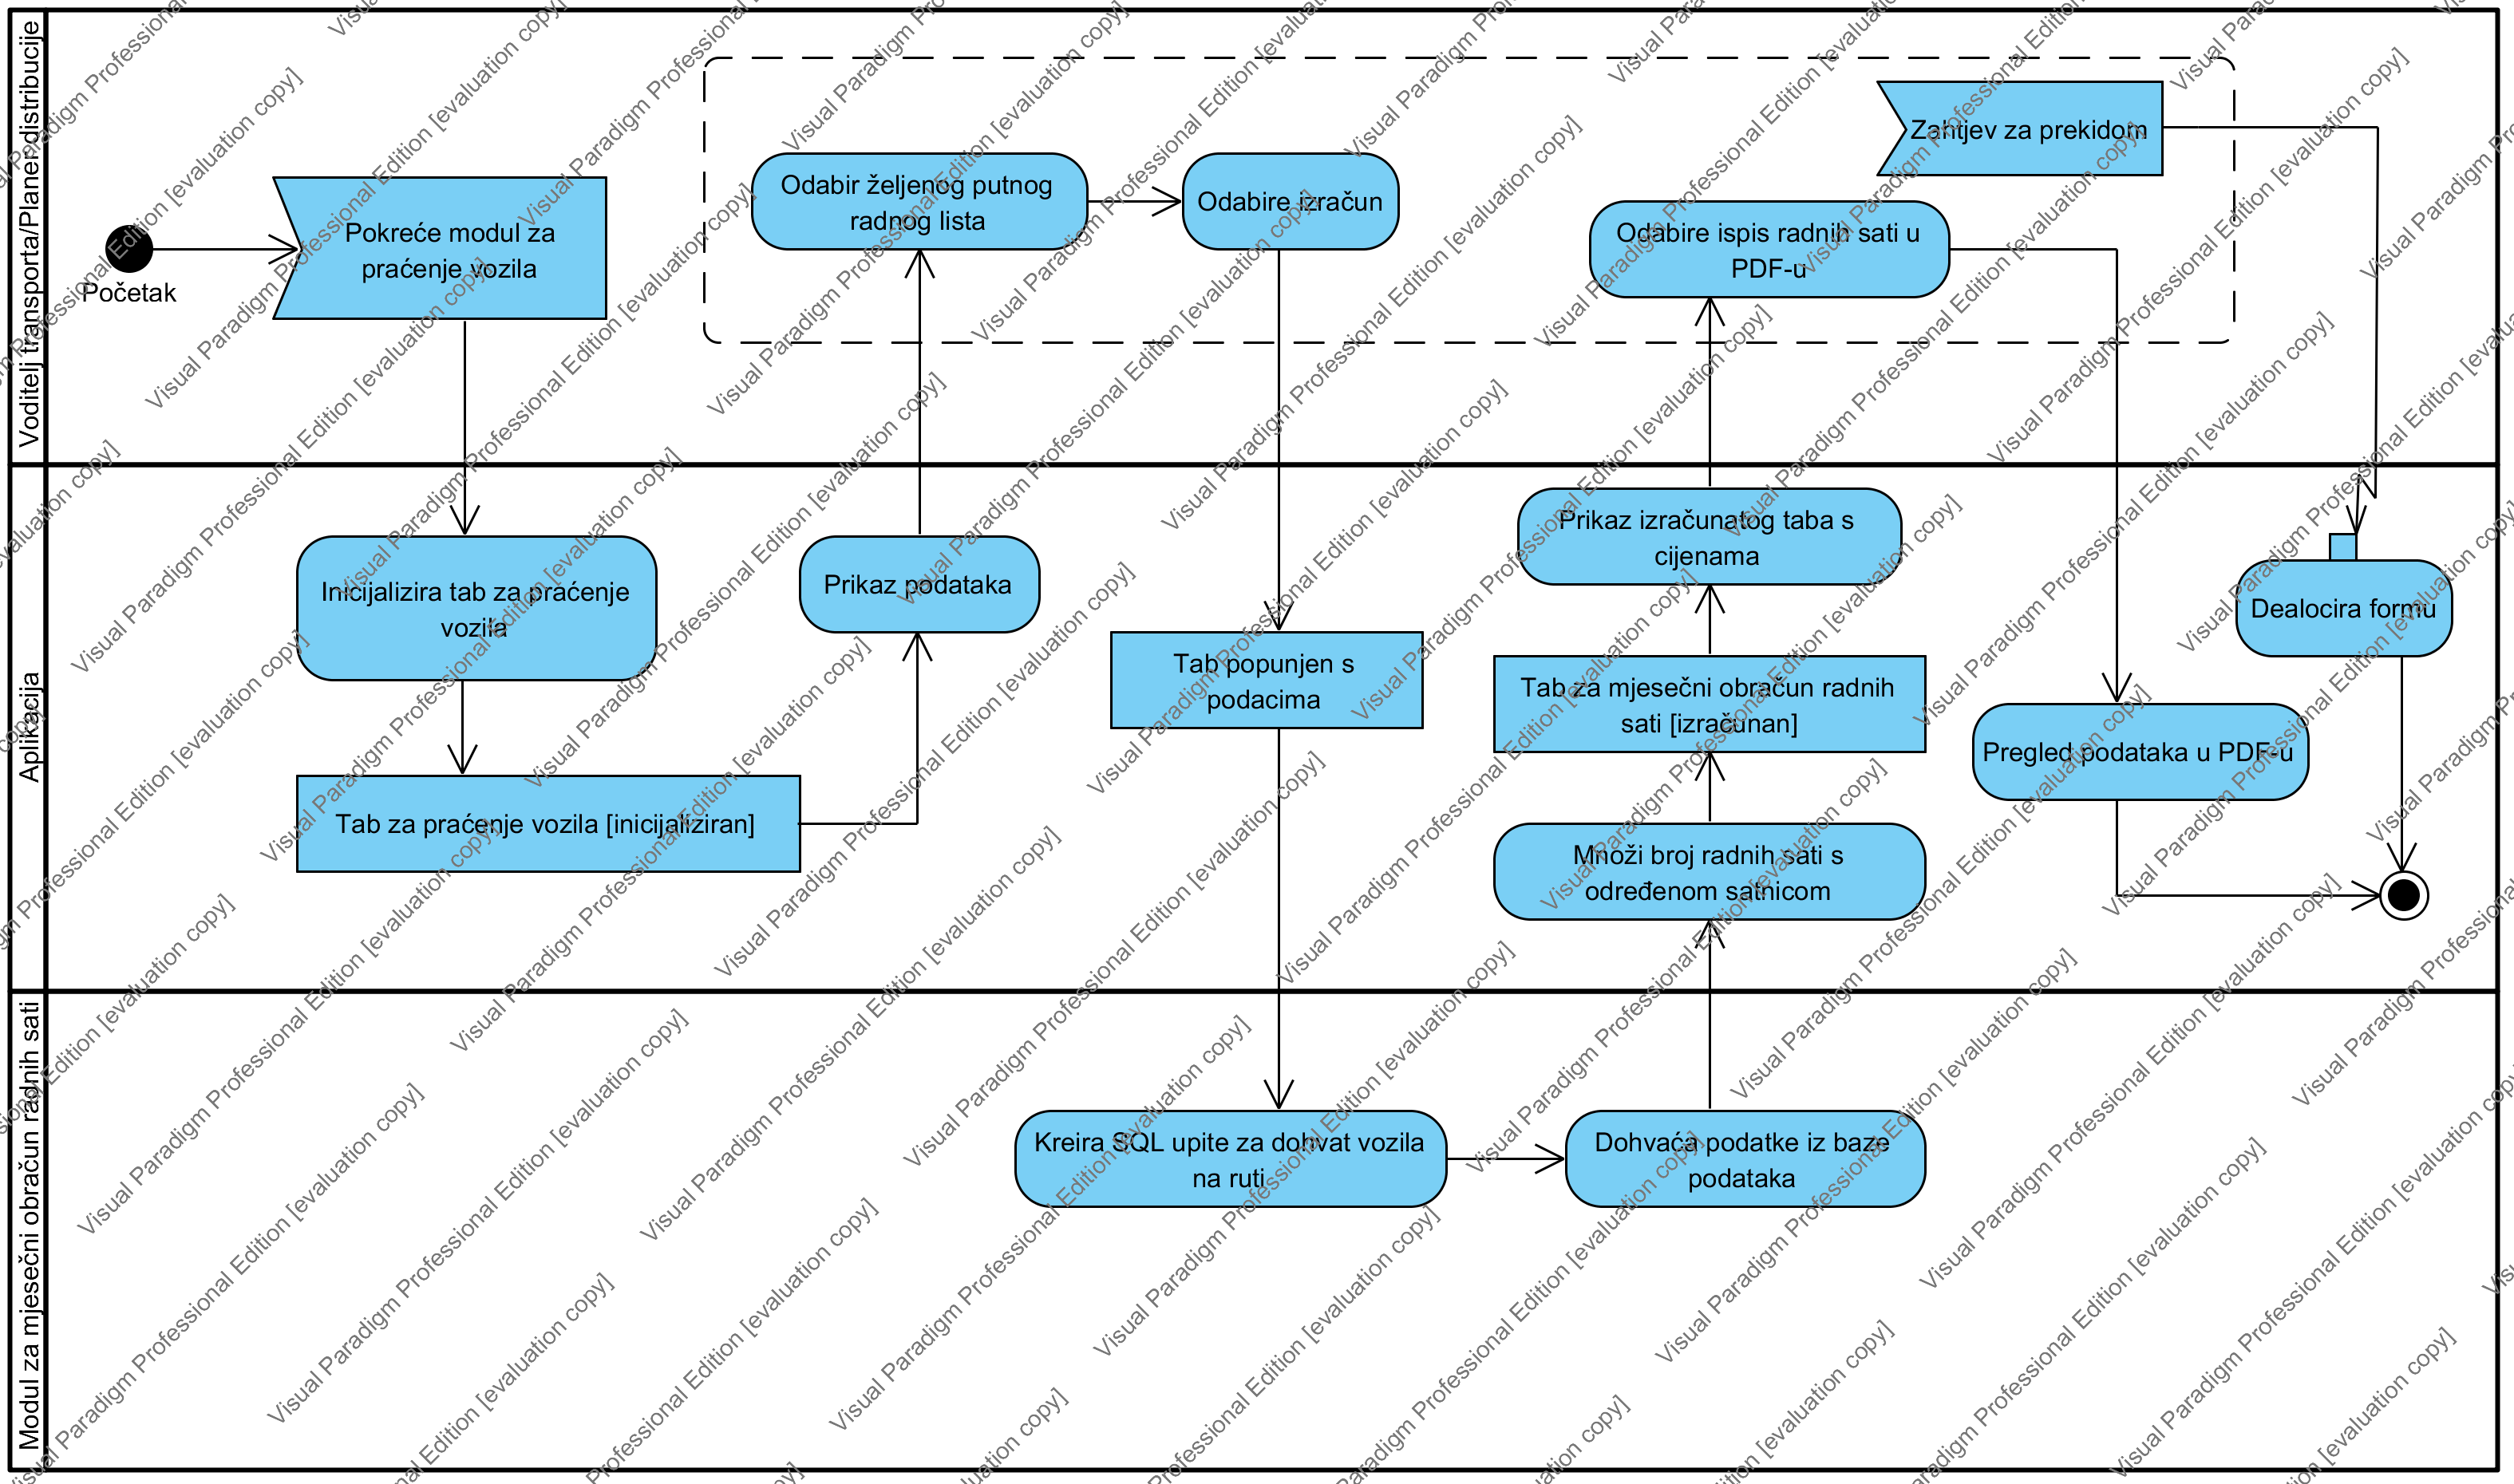 Voditelj transporta/Planer distribucije
Početak
Pokreće modul za
praćenje vozila
Odabir željenog putnog
radnog lista
Odabire izračun
Odabire ispis radnih sati u
PDF-u
Zahtjev za prekidom
Aplikacija
Inicijalizira tab za praćenje
vozila
Tab za praćenje vozila [inicijaliziran]
Prikaz podataka
Tab popunjen s
podacima
Prikaz izračunatog taba s
cijenama
Tab za mjesečni obračun radnih
sati [izračunan]
Množi broj radnih sati s
određenom satnicom
Pregled podataka u PDF-u
Dealocira formu
Modul za mjesečni obračun radnih sati
Kreira SQL upite za dohvat vozila
na ruti
Dohvaća podatke iz baze
podataka
Visual Paradigm Professional Edition [evaluation copy]